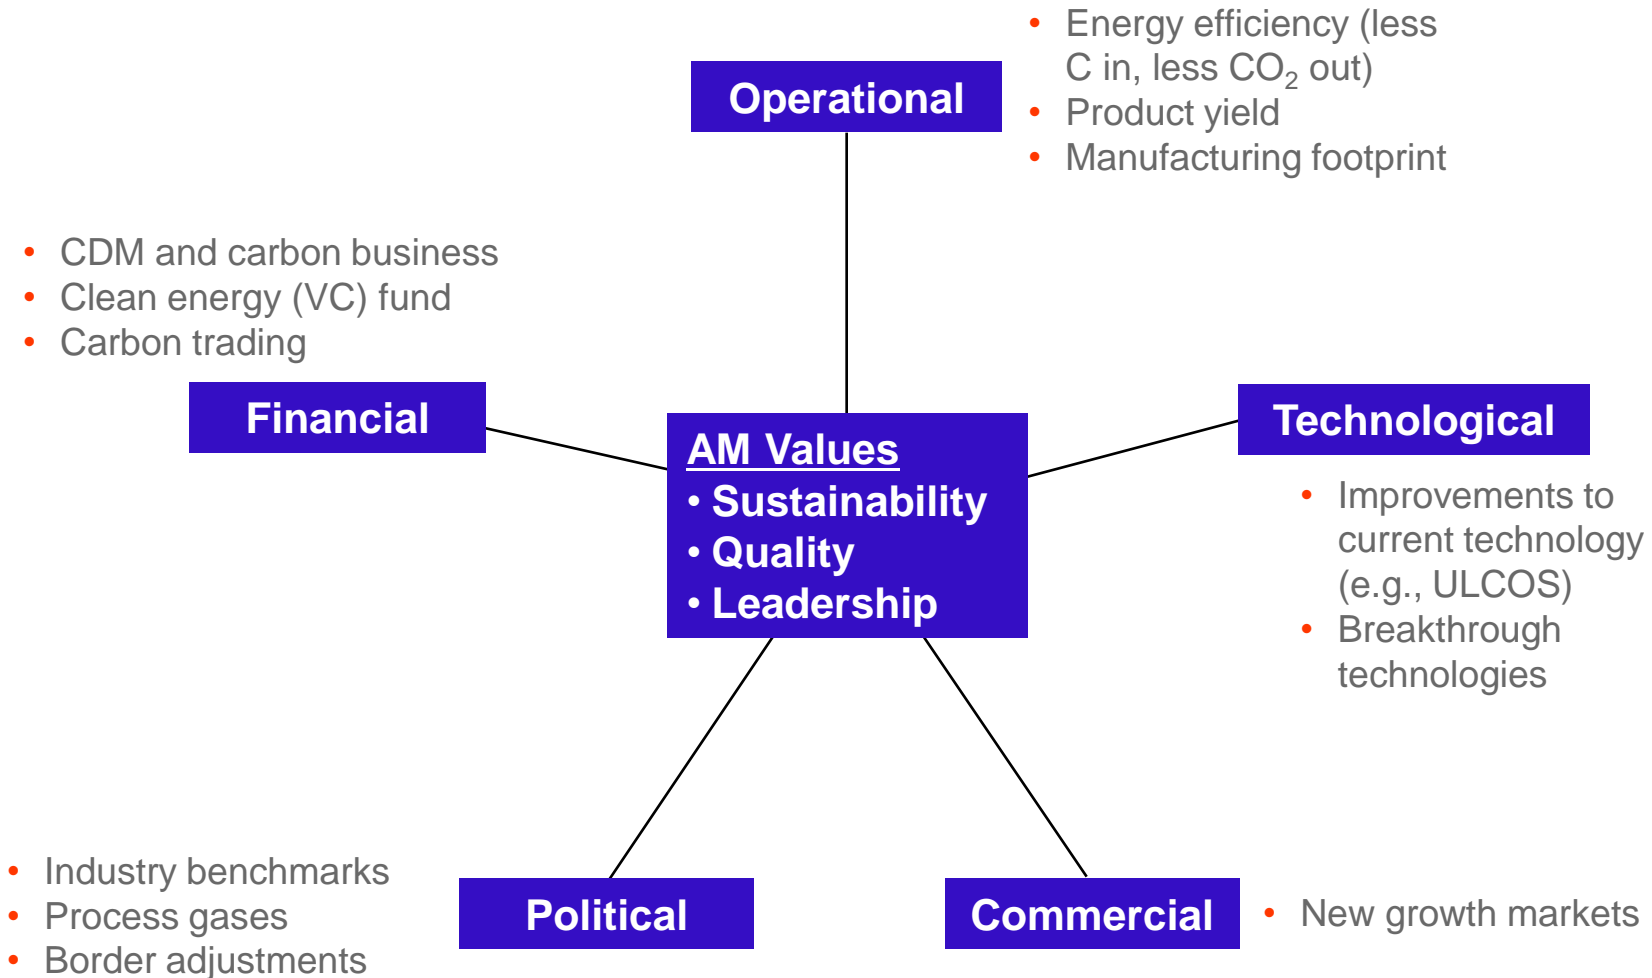 • Energy efficiency (less
C in, less CO₂ out)
• Product yield
• Manufacturing footprint
Operational
• CDM and carbon business
• Clean energy (VC) fund
• Carbon trading
Financial
AM Values
• Sustainability
• Quality
• Leadership
Technological
• Improvements to
current technology
(e.g., ULCOS)
• Breakthrough
technologies
• Industry benchmarks
• Process gases
• Border adjustments
Political
Commercial
• New growth markets